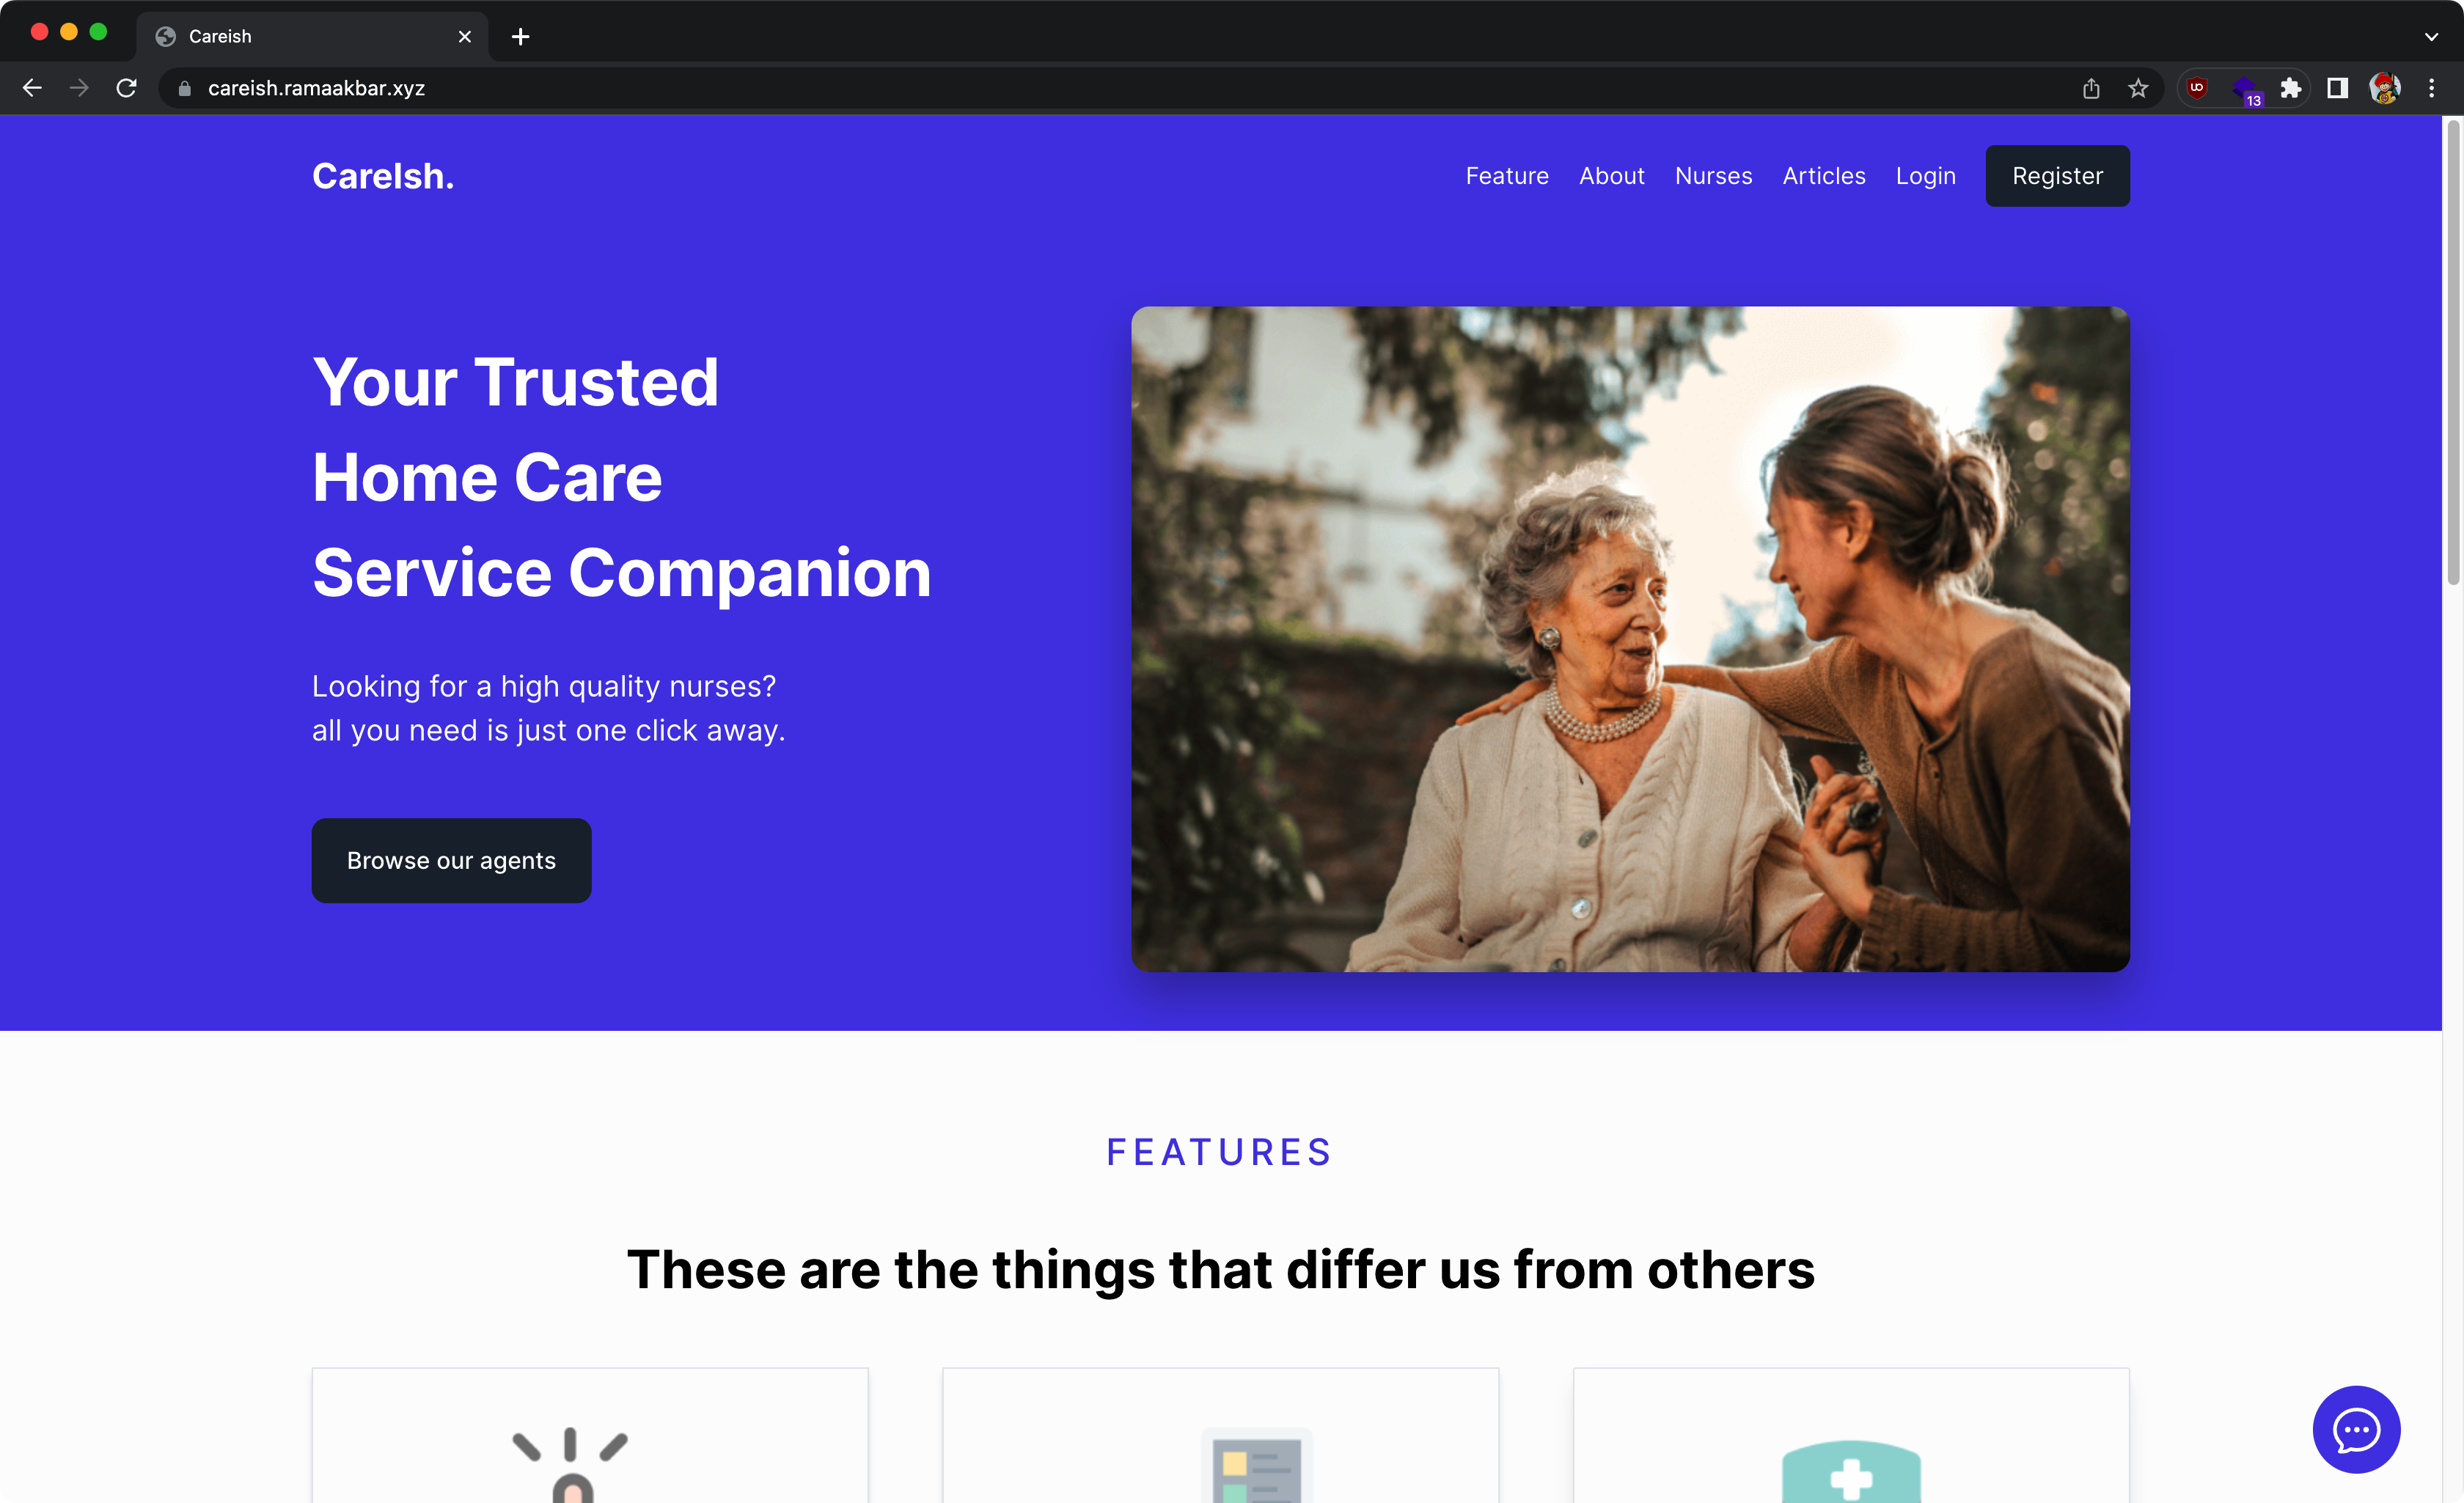 Careish
careish.ramaakbar.xyz
13
CareIsh.
Feature About Nurses Articles Login Register
Your Trusted
Home Care
Service Companion
Looking for a high quality nurses?
all you need is just one click away.
Browse our agents
FEATURES
These are the things that differ us from others